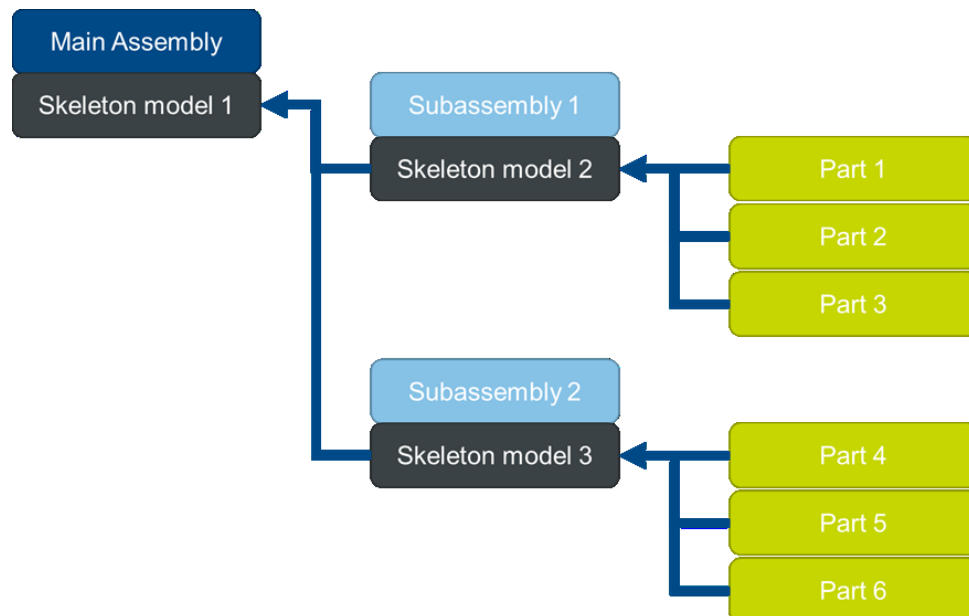 Main Assembly
Skeleton model 1
Subassembly 1
Skeleton model 2
Part 1
Part 2
Part 3
Subassembly 2
Skeleton model 3
Part 4
Part 5
Part 6